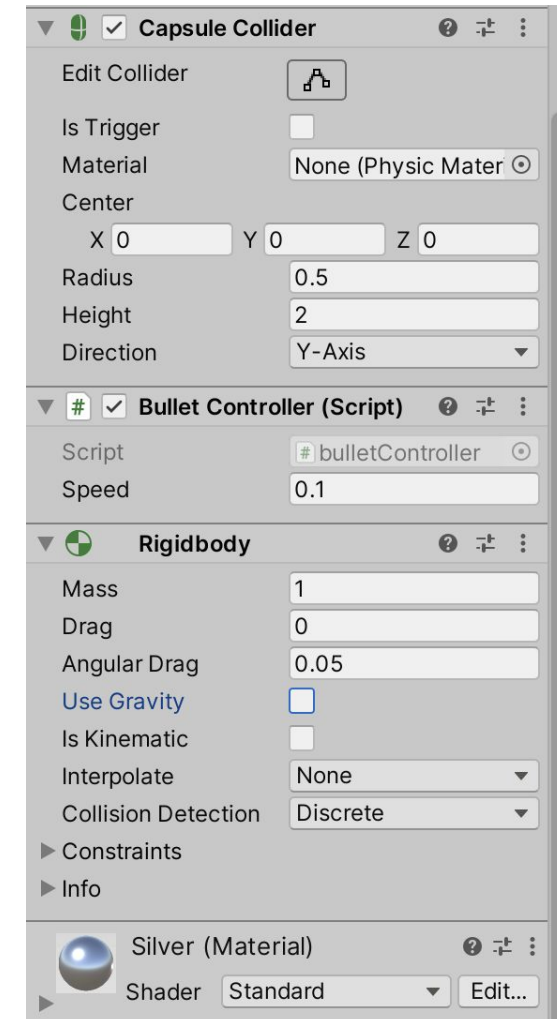 Capsule Collider
Edit Collider
Is Trigger
Material None (Physic Mater
Center
X 0 Y 0 Z 0
Radius 0.5
Height 2
Direction Y-Axis
# Bullet Controller (Script)
Script # bulletController
Speed 0.1
Rigidbody
Mass 1
Drag 0
Angular Drag 0.05
Use Gravity
Is Kinematic
Interpolate None
Collision Detection Discrete
Constraints
Info
Silver (Material)
Shader Standard Edit...